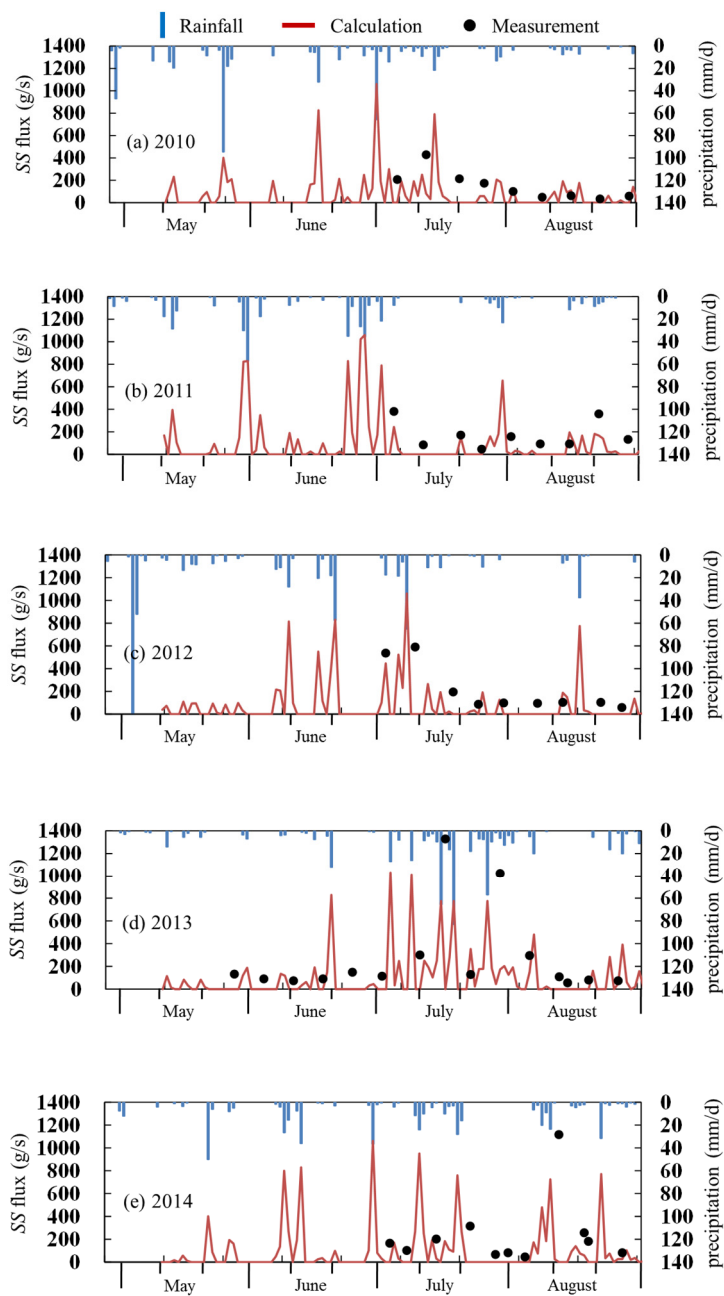 Rainfall Calculation Measurement
1400 0
1200 20
1000 40
800 60
600 80
400 100
200 120
0 140
SS flux (g/s)
precipitation (mm/d)
(a) 2010
May June July August
1400 0
1200 20
1000 40
800 60
600 80
400 100
200 120
0 140
SS flux (g/s)
precipitation (mm/d)
(b) 2011
May June July August
1400 0
1200 20
1000 40
800 60
600 80
400 100
200 120
0 140
SS flux (g/s)
precipitation (mm/d)
(c) 2012
May June July August
1400 0
1200 20
1000 40
800 60
600 80
400 100
200 120
0 140
SS flux (g/s)
precipitation (mm/d)
(d) 2013
May June July August
1400 0
1200 20
1000 40
800 60
600 80
400 100
200 120
0 140
SS flux (g/s)
precipitation (mm/d)
(e) 2014
May June July August